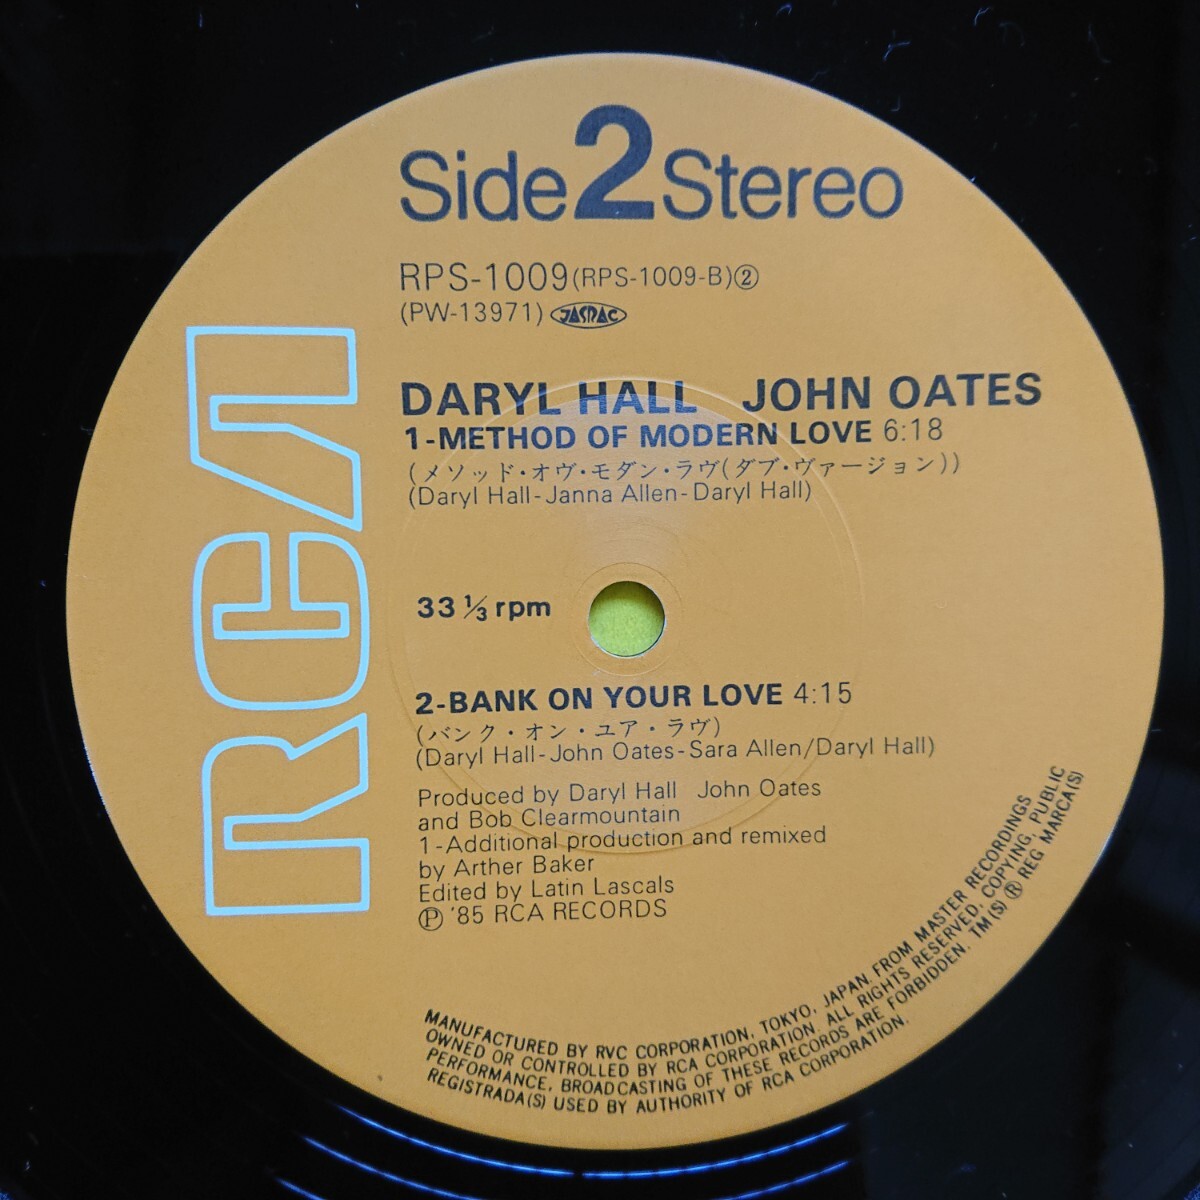 Side 2 Stereo
RPS-1009(RPS-1009-B)②
(PW-13971) JASRAC
RCA
DARYL HALL JOHN OATES
1-METHOD OF MODERN LOVE 6:18
(メソッド・オヴ・モダン・ラヴ(ダブ・ヴァージョン))
(Daryl Hall-Janna Allen-Daryl Hall)
33 ⅓ rpm
2-BANK ON YOUR LOVE 4:15
(バンク・オン・ユア・ラヴ)
(Daryl Hall-John Oates-Sara Allen/Daryl Hall)
Produced by Daryl Hall John Oates
and Bob Clearmountain
1-Additional production and remixed
by Arther Baker
Edited by Latin Lascals
Ⓟ '85 RCA RECORDS
MANUFACTURED BY RVC CORPORATION, TOKYO, JAPAN. FROM MASTER RECORDINGS
OWNED OR CONTROLLED BY RCA CORPORATION. ALL RIGHTS RESERVED, COPYING, PUBLIC
PERFORMANCE, BROADCASTING OF THESE RECORDS ARE FORBIDDEN. TM(S) ® REG MARCA(S)
REGISTRADA(S) USED BY AUTHORITY OF RCA CORPORATION.